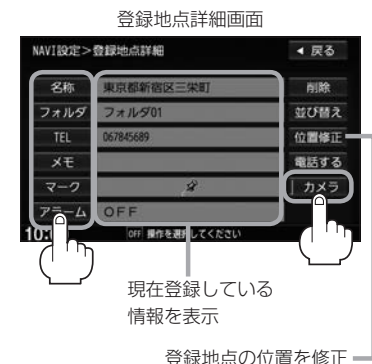 登録地点詳細画面
NAVI設定>登録地点詳細
◀ 戻る
名称 東京都新宿区三栄町 削除
フォルダ フォルダ01 並び替え
TEL 067845689 位置修正
メモ 電話する
マーク カメラ
アラーム OFF
OFF 操作を選択してください
現在登録している
情報を表示
登録地点の位置を修正